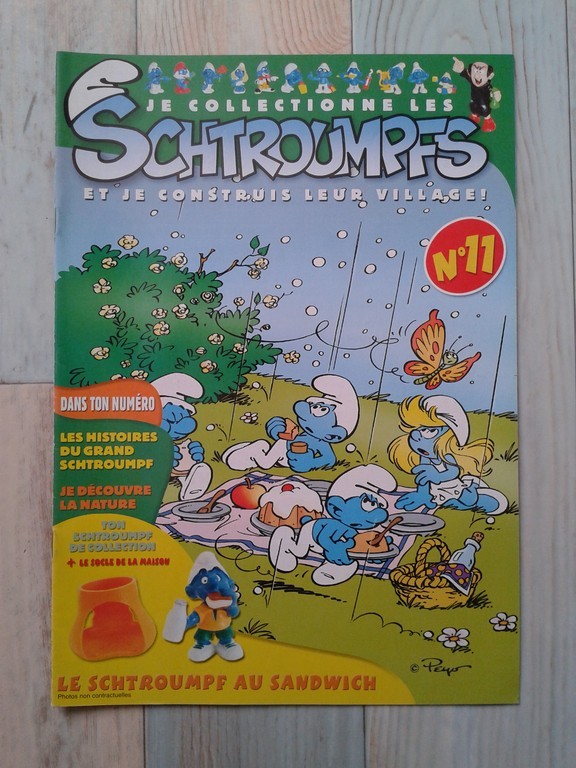 JE COLLECTIONNE LES
SCHTROUMPFS
ET JE CONSTRUIS LEUR VILLAGE!
N°11
DANS TON NUMÉRO
LES HISTOIRES
DU GRAND
SCHTROUMPF
JE DÉCOUVRE
LA NATURE
TON
SCHTROUMPF
DE COLLECTION
+ LE SOCLE DE LA MAISON
© Peyo
LE SCHTROUMPF AU SANDWICH
Photos non contractuelles